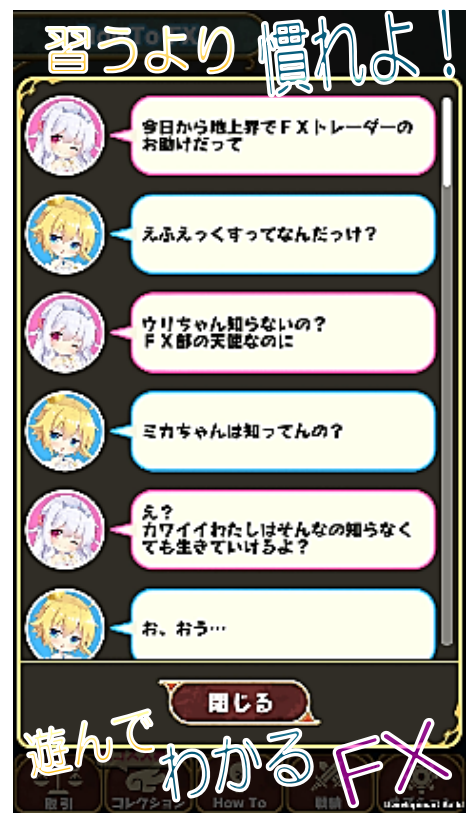 習うより 慣れよ!
今日から地上界でＦＸトレーダーの
お助けだって
えふえっくすってなんだっけ？
ウリちゃん知らないの？
ＦＸ部の天使なのに
ミカちゃんは知ってんの？
え？
カワイイわたしはそんなの知らなく
ても生きていけるよ？
お、おう…
閉じる
遊んで わかる FX
取引 コレクション How To 戦績
Development Build